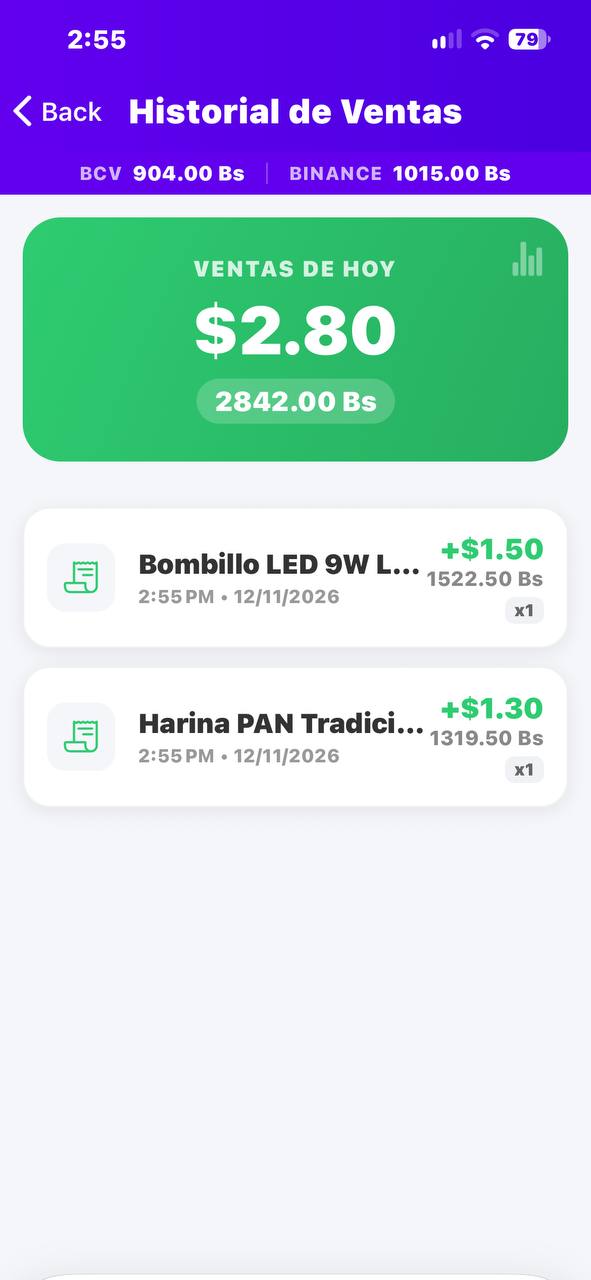 2:55
79
Back Historial de Ventas
BCV 904.00 Bs BINANCE 1015.00 Bs
VENTAS DE HOY
$2.80
2842.00 Bs
Bombillo LED 9W L... +$1.50
2:55 PM • 12/11/2026 1522.50 Bs
x1
Harina PAN Tradici... +$1.30
2:55 PM • 12/11/2026 1319.50 Bs
x1